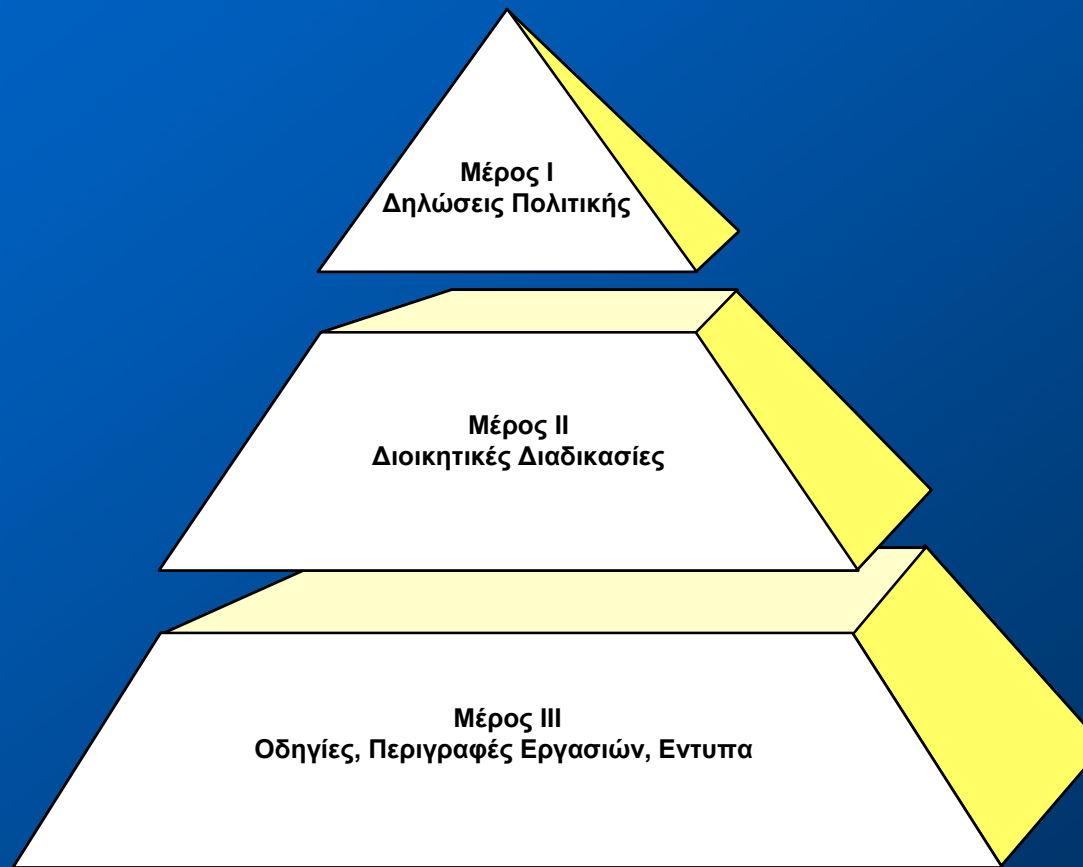 Μέρος Ι
Δηλώσεις Πολιτικής
Μέρος ΙΙ
Διοικητικές Διαδικασίες
Μέρος ΙΙΙ
Οδηγίες, Περιγραφές Εργασιών, Εντυπα